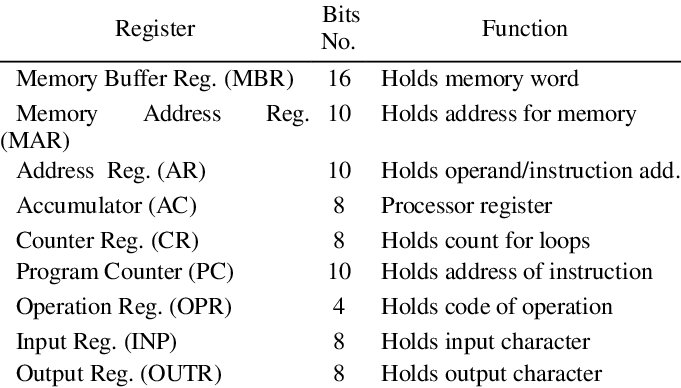 Register Bits No. Function
Memory Buffer Reg. (MBR) 16 Holds memory word
Memory Address Reg. (MAR) 10 Holds address for memory
Address Reg. (AR) 10 Holds operand/instruction add.
Accumulator (AC) 8 Processor register
Counter Reg. (CR) 8 Holds count for loops
Program Counter (PC) 10 Holds address of instruction
Operation Reg. (OPR) 4 Holds code of operation
Input Reg. (INP) 8 Holds input character
Output Reg. (OUTR) 8 Holds output character